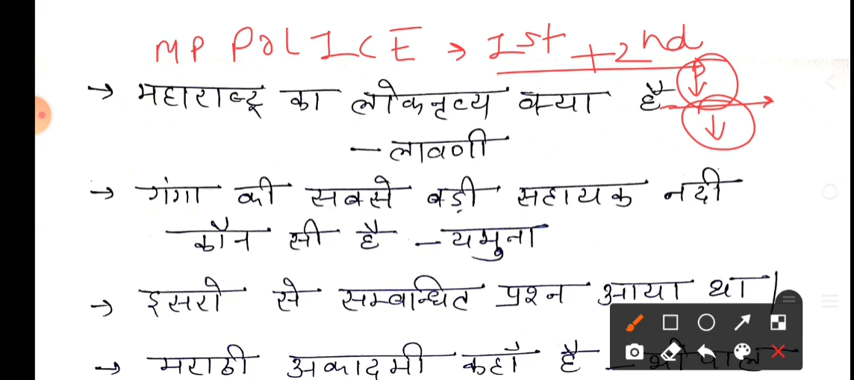 MP POLICE → 1st + 2nd
→ महाराष्ट्र का लोकनृत्य क्या है
– लावणी
→ गंगा की सबसे बड़ी सहायक नदी
कौन सी है – यमुना
→ इसरो से सम्बन्धित प्रश्न आया था |
→ मराठी अकादमी कहाँ है –